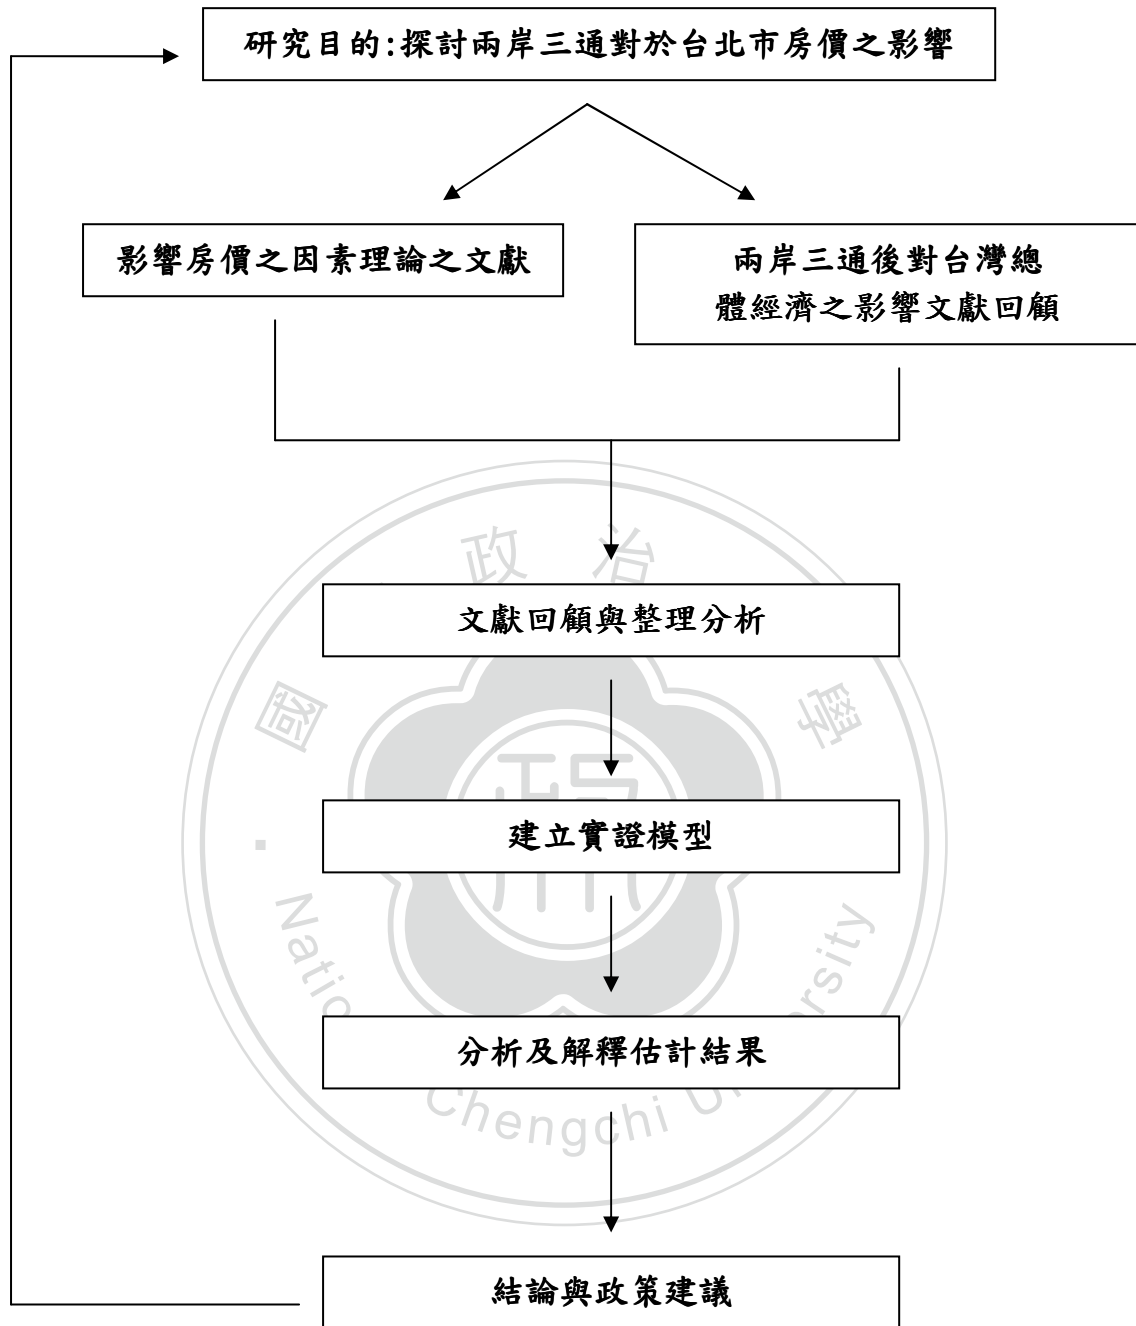 研究目的:探討兩岸三通對於台北市房價之影響
影響房價之因素理論之文獻
兩岸三通後對台灣總
體經濟之影響文獻回顧
文獻回顧與整理分析
建立實證模型
分析及解釋估計結果
結論與政策建議
國 政 治 學
Chengchi